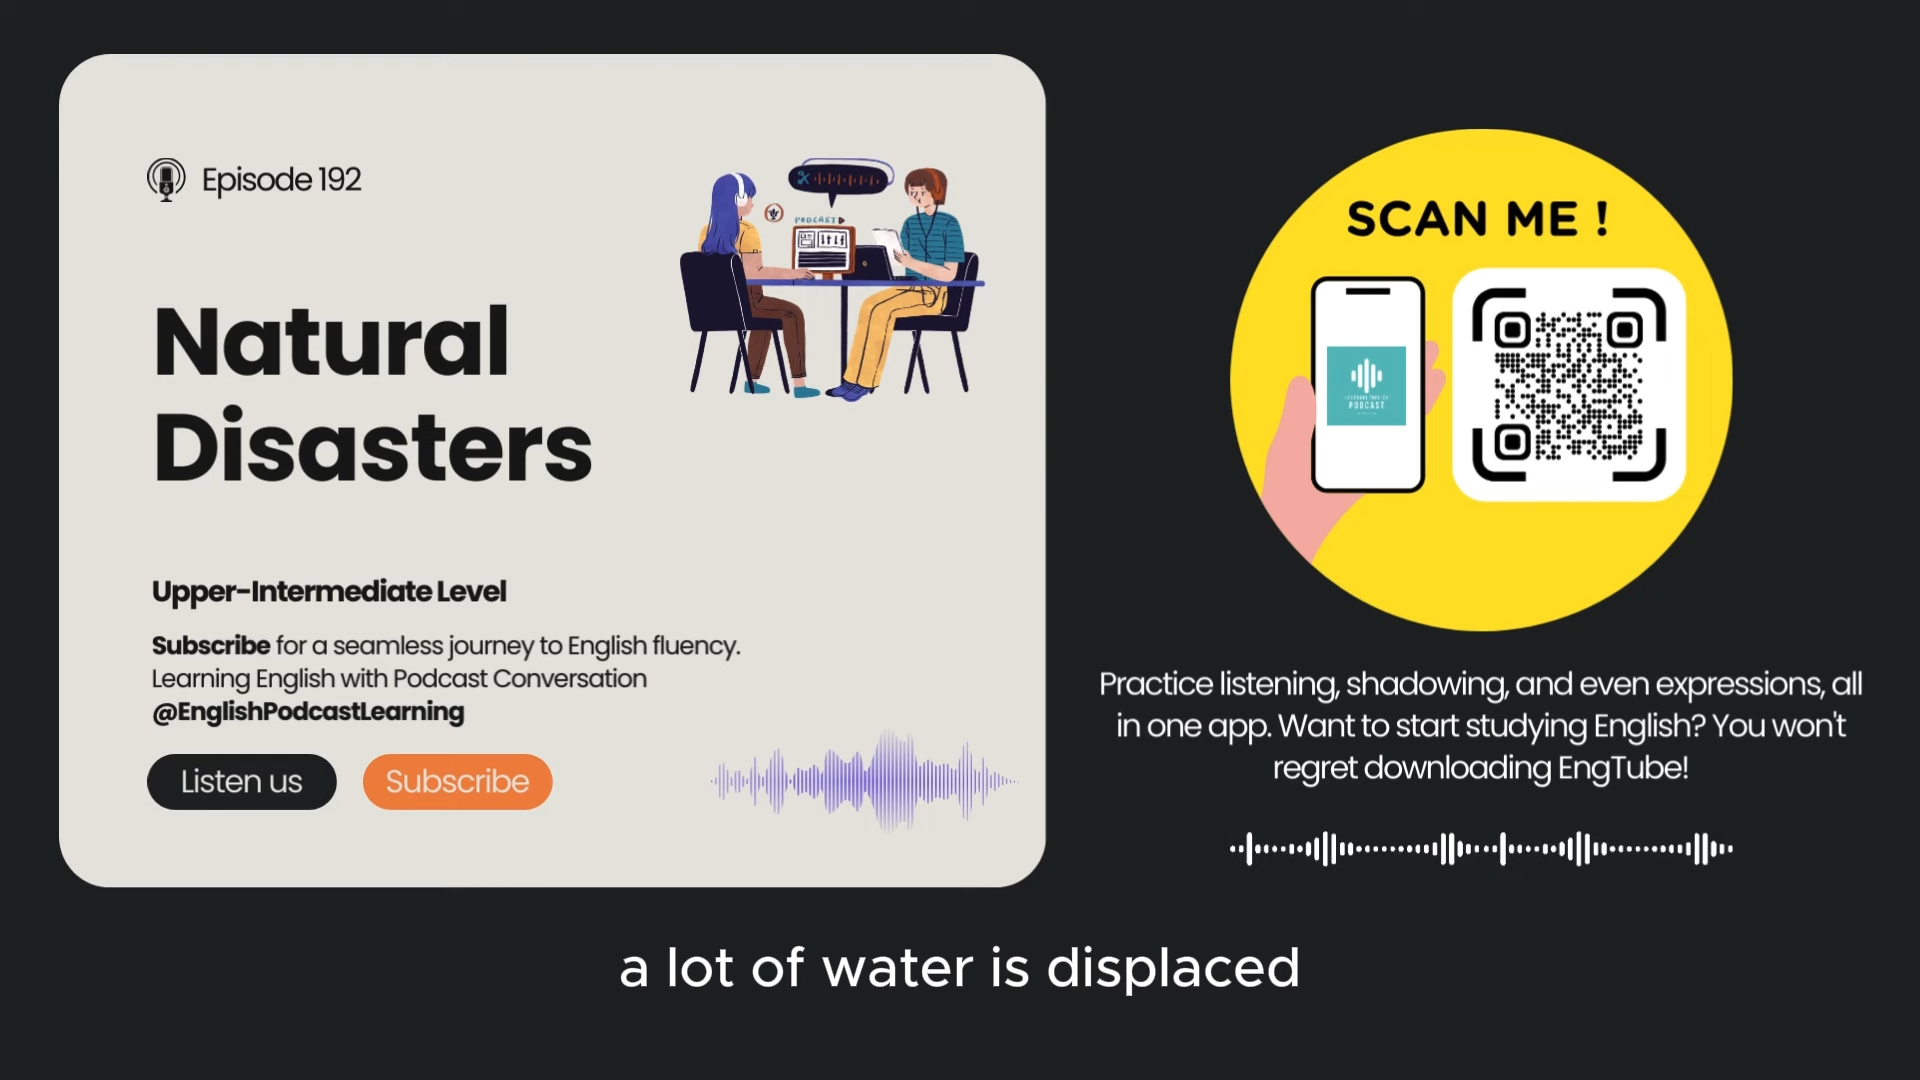 Episode 192
PODCAST
Natural
Disasters
Upper-Intermediate Level
Subscribe for a seamless journey to English fluency.
Learning English with Podcast Conversation
@EnglishPodcastLearning
Listen us
Subscribe
SCAN ME !
PODCAST
Practice listening, shadowing, and even expressions, all
in one app. Want to start studying English? You won't
regret downloading EngTube!
a lot of water is displaced